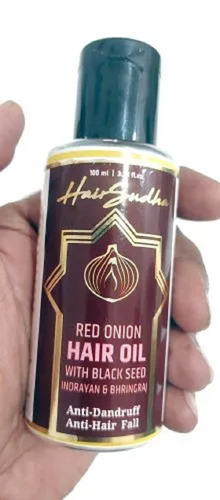 100 ml | 3.38 fl.oz.
HairSudha
RED ONION
HAIR OIL
WITH BLACK SEED
INDRAYAN & BHRINGRAJ
Anti-Dandruff
Anti-Hair Fall